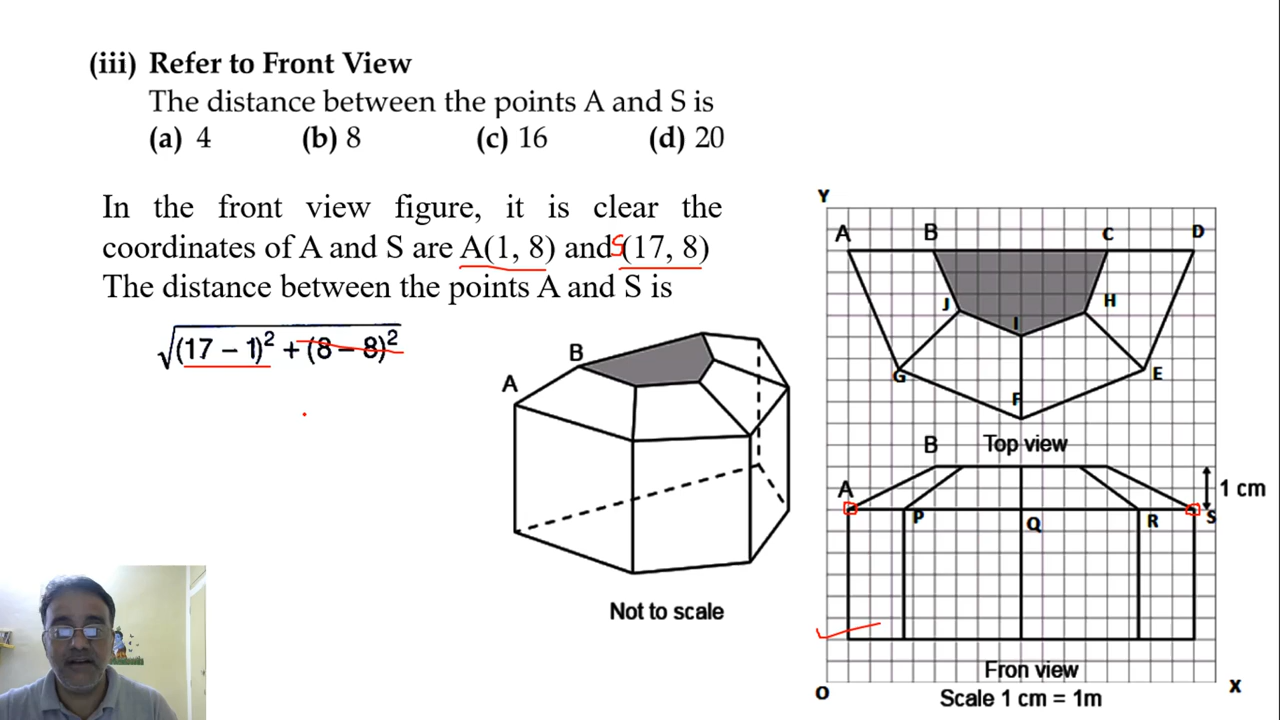 (iii) Refer to Front View
The distance between the points A and S is
(a) 4 (b) 8 (c) 16 (d) 20
In the front view figure, it is clear the
coordinates of A and S are A(1, 8) and S(17, 8)
The distance between the points A and S is
√(17 – 1)² + (8 – 8)²
A
B
Not to scale
Y
A B C D
J I H
G F E
Top view
B
A
1 cm
P Q R S
Fron view
O X
Scale 1 cm = 1m